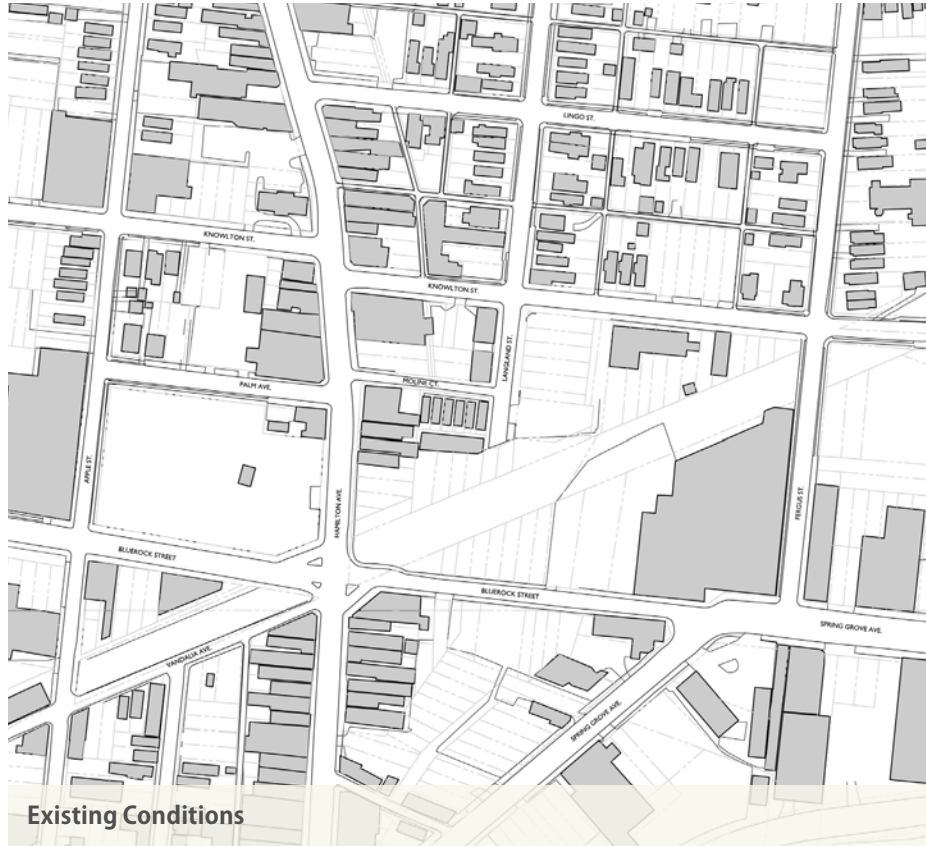 LINGO ST.
KNOWLTON ST.
KNOWLTON ST.
LANGLAND ST.
PALM AVE.
MOLINE CT.
APPLE ST.
HAMILTON AVE.
FERGUS ST.
BLUEROCK STREET
BLUEROCK STREET
SPRING GROVE AVE.
VANDALIA AVE.
SPRING GROVE AVE.
Existing Conditions